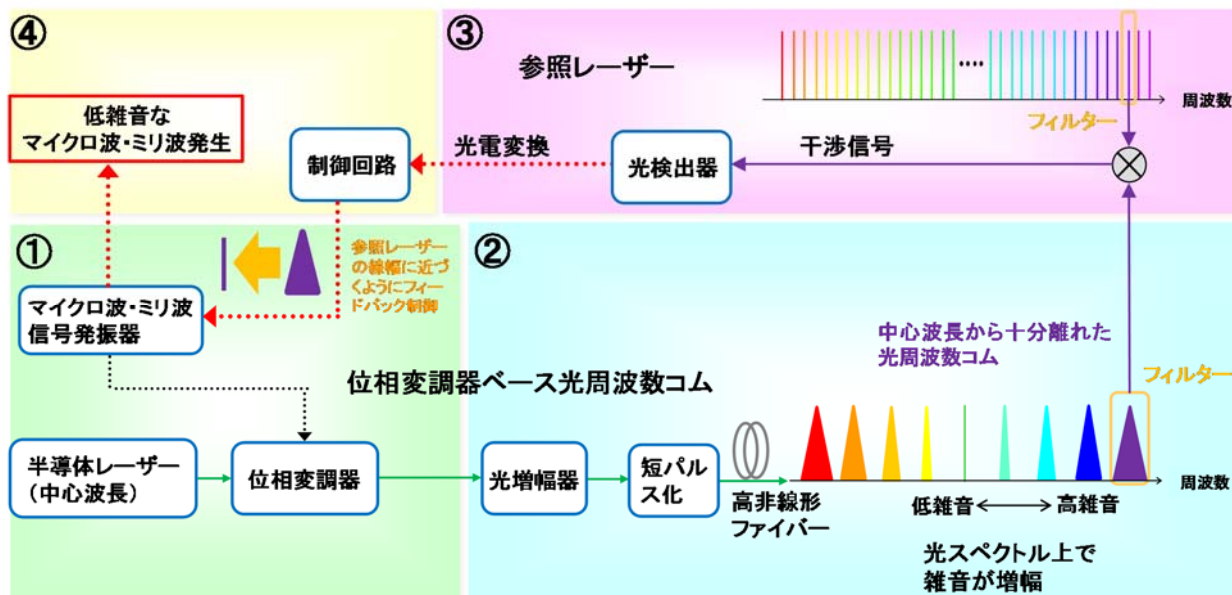 ④
低雑音な
マイクロ波・ミリ波発生
制御回路
③
参照レーザー
周波数
フィルター
光電変換
光検出器
干渉信号
①
マイクロ波・ミリ波
信号発振器
参照レーザー
の線幅に近づ
くようにフィー
ドバック制御
位相変調器ベース光周波数コム
半導体レーザー
（中心波長）
位相変調器
②
中心波長から十分離れた
光周波数コム
フィルター
光増幅器
短パル
ス化
高非線形
ファイバー
周波数
低雑音
高雑音
光スペクトル上で
雑音が増幅